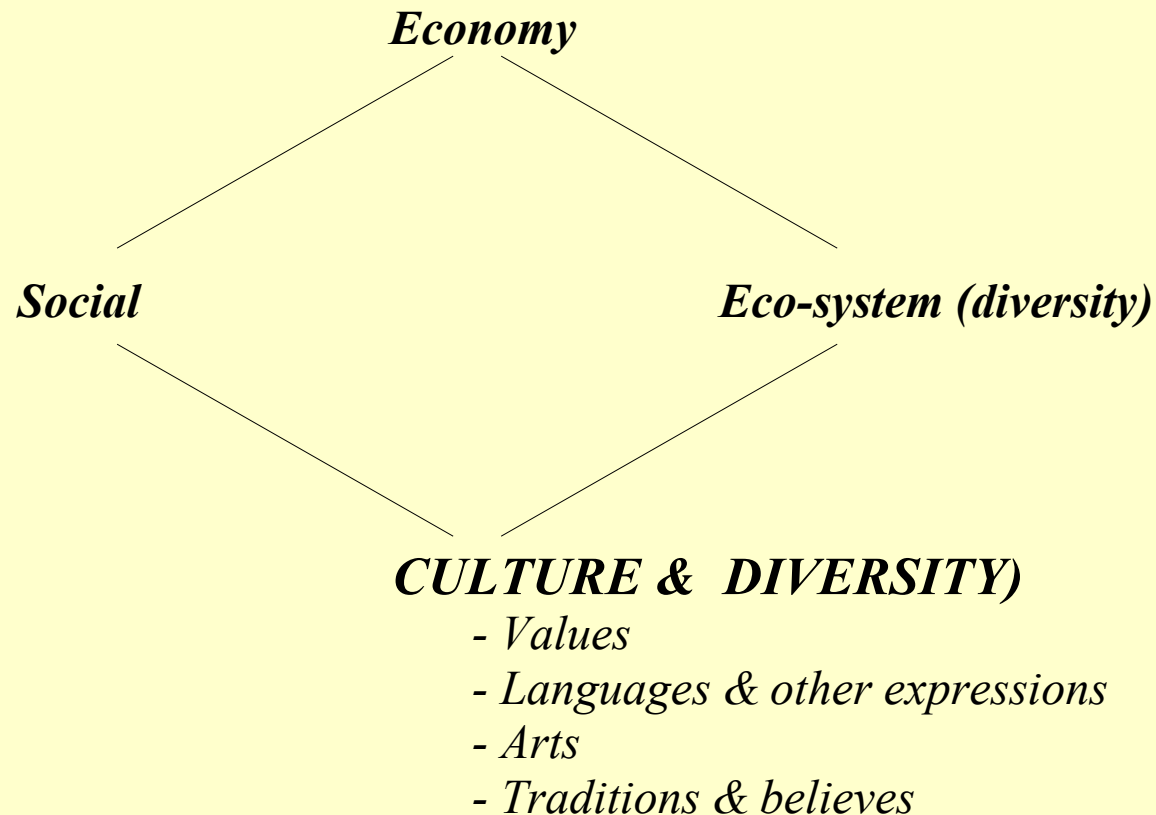 Economy
Social
Eco-system (diversity)
CULTURE & DIVERSITY)
- Values
- Languages & other expressions
- Arts
- Traditions & believes